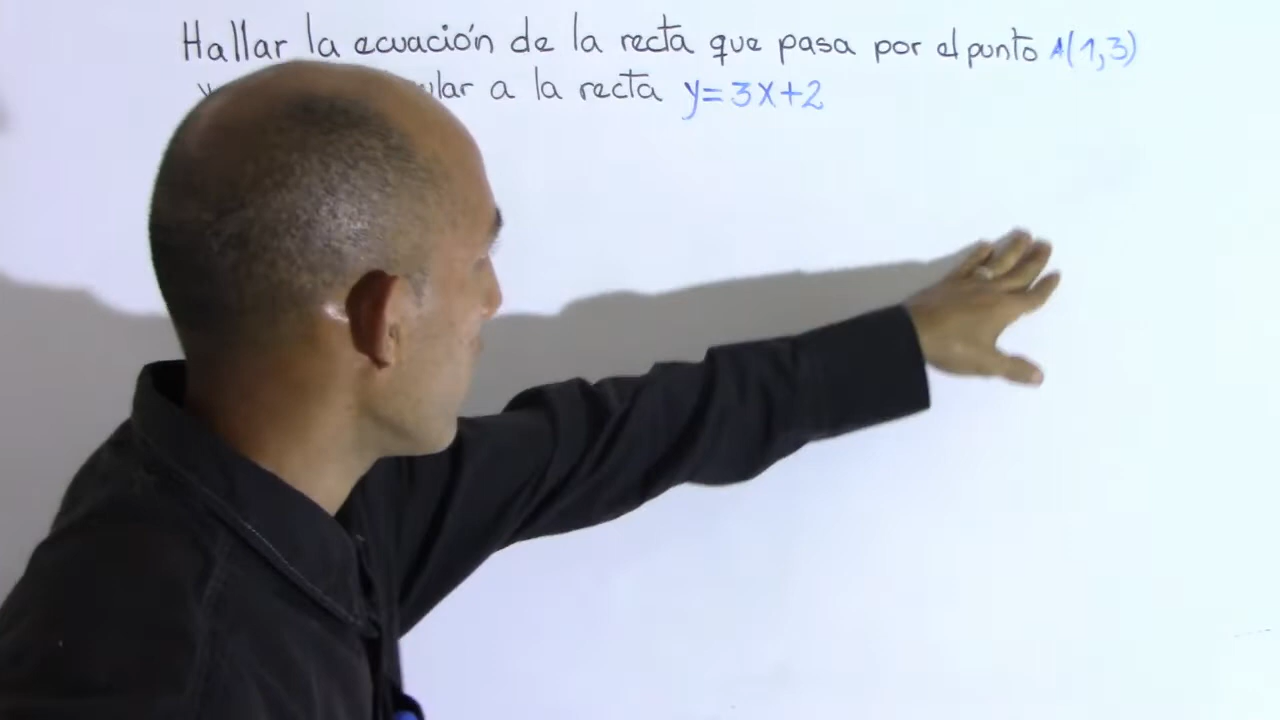 Hallar la ecuación de la recta que pasa por el punto A(1,3)
y ular a la recta y=3x+2